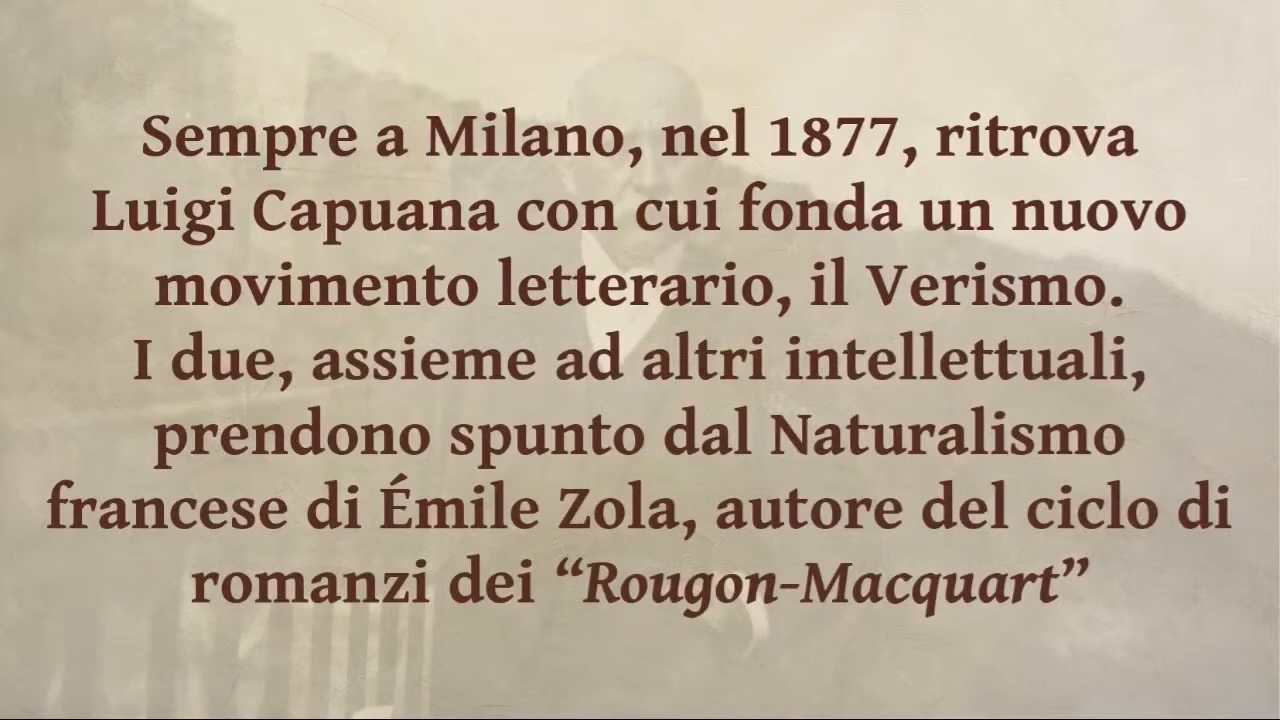 Sempre a Milano, nel 1877, ritrova
Luigi Capuana con cui fonda un nuovo
movimento letterario, il Verismo.
I due, assieme ad altri intellettuali,
prendono spunto dal Naturalismo
francese di Émile Zola, autore del ciclo di
romanzi dei “Rougon-Macquart”